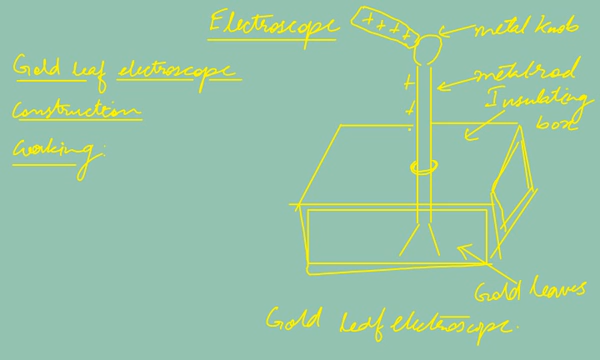 Electroscope
Gold leaf electroscope
Construction
Working:
+ + + +
metal knob
metal rod
+
+
Insulating
box
Gold leaves
Gold leaf electroscope.